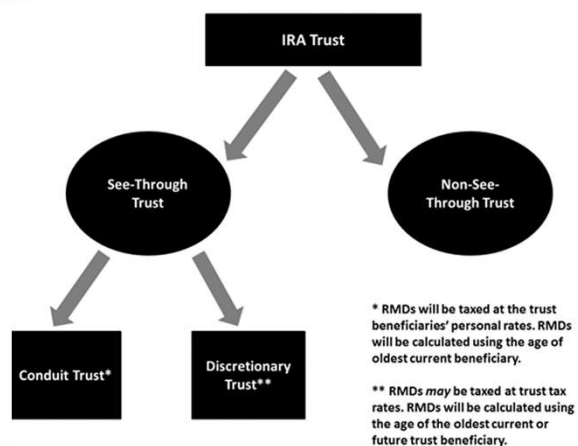 IRA Trust
See-Through
Trust
Non-See-
Through Trust
Conduit Trust*
Discretionary
Trust**
* RMDs will be taxed at the trust
beneficiaries' personal rates. RMDs
will be calculated using the age of
oldest current beneficiary.
** RMDs may be taxed at trust tax
rates. RMDs will be calculated using
the age of the oldest current or
future trust beneficiary.